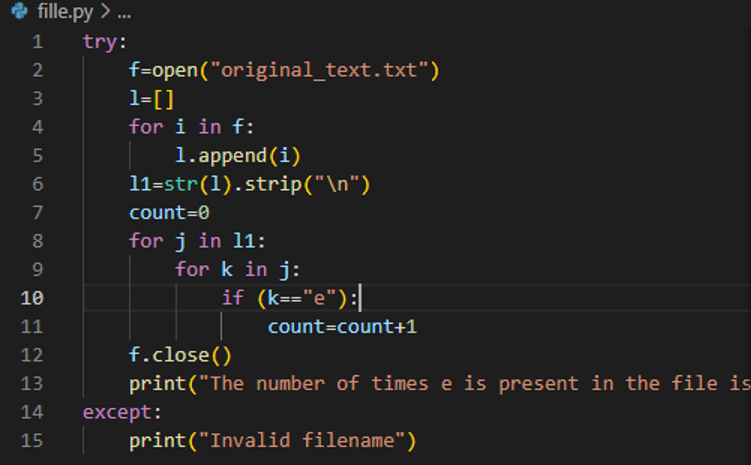 fille.py > ...
1 try:
2 f=open("original_text.txt")
3 l=[]
4 for i in f:
5 l.append(i)
6 l1=str(l).strip("\n")
7 count=0
8 for j in l1:
9 for k in j:
10 if (k=="e"):
11 count=count+1
12 f.close()
13 print("The number of times e is present in the file is
14 except:
15 print("Invalid filename")